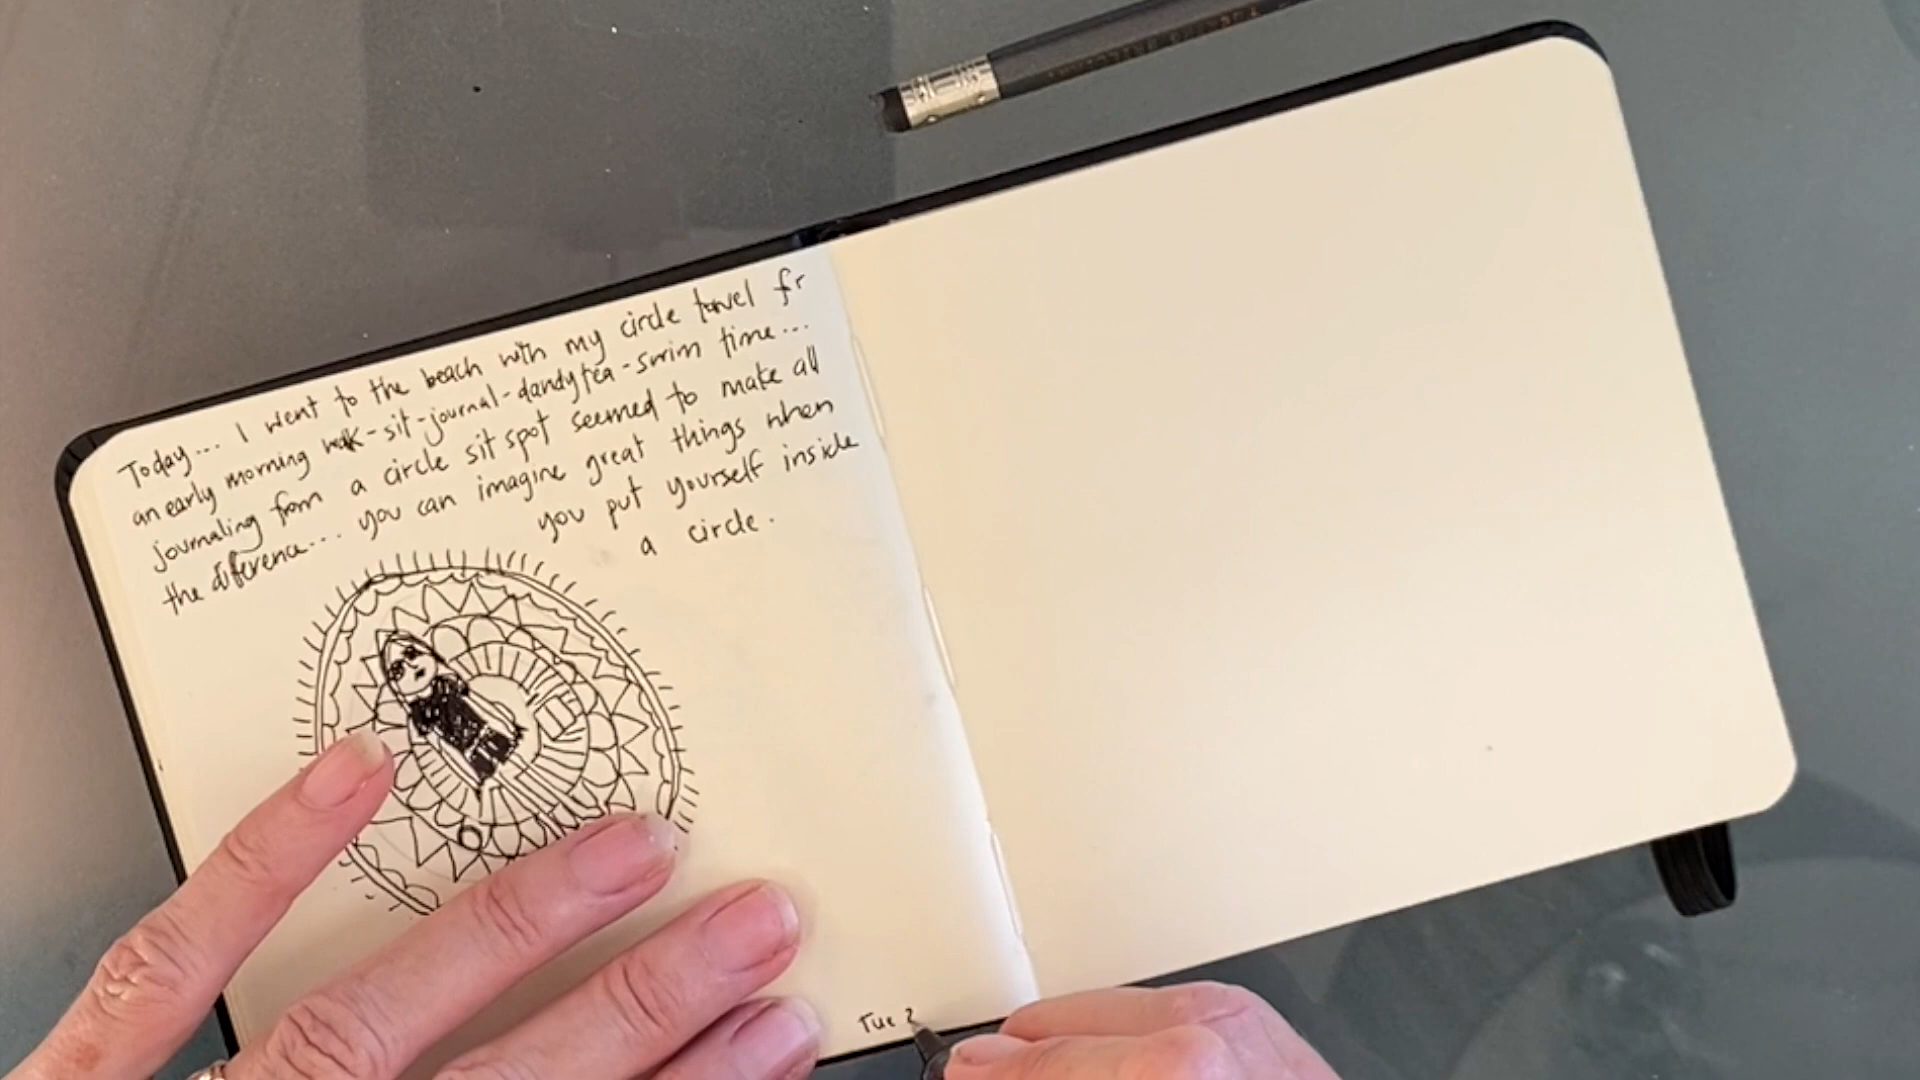 Today... I went to the beach with my circle towel fr
an early morning walk-sit-journal-dandy tea-swim time...
journaling from a circle sit spot seemed to make all
the diference... you can imagine great things when
you put yourself inside
a circle.
Tue 2